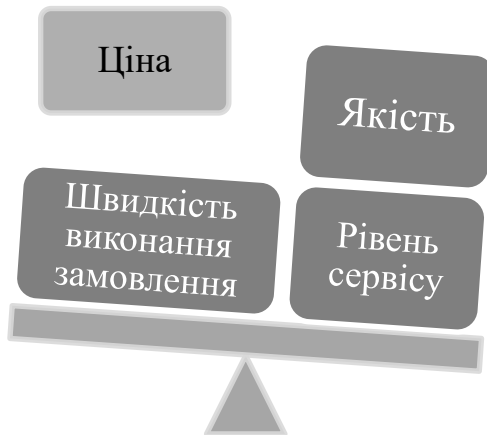 Ціна
Якість
Швидкість
виконання
замовлення
Рівень
сервісу